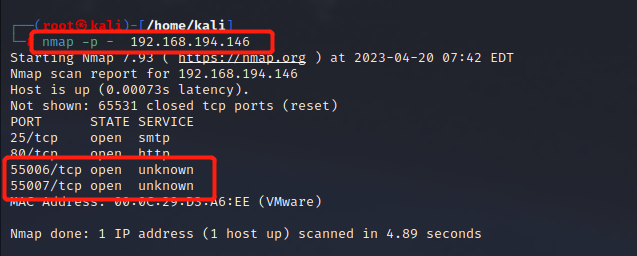 ┌──(root㉿kali)-[/home/kali]
└─# nmap -p - 192.168.194.146
Starting Nmap 7.93 ( https://nmap.org ) at 2023-04-20 07:42 EDT
Nmap scan report for 192.168.194.146
Host is up (0.00073s latency).
Not shown: 65531 closed tcp ports (reset)
PORT STATE SERVICE
25/tcp open smtp
80/tcp open http
55006/tcp open unknown
55007/tcp open unknown
MAC Address: 00:0C:29:D3:A6:EE (VMware)
Nmap done: 1 IP address (1 host up) scanned in 4.89 seconds